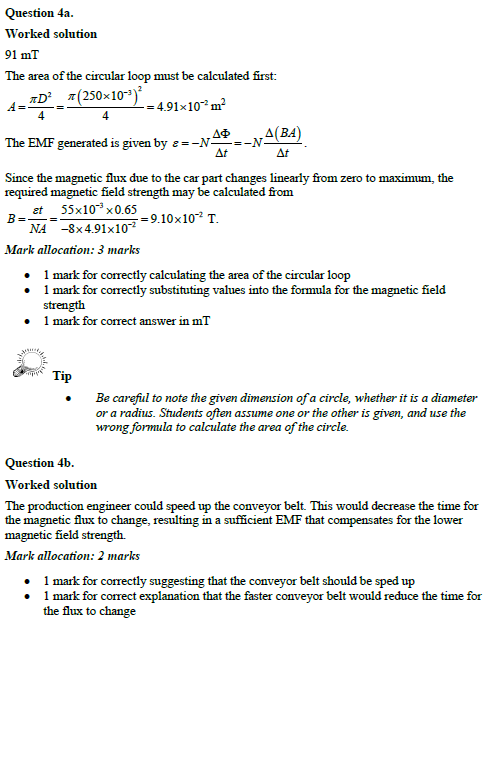 Question 4a.
Worked solution
91 mT
The area of the circular loop must be calculated first:
A = πD²/4 = π(250×10⁻³)²/4 = 4.91×10⁻² m²
The EMF generated is given by ε = −N ΔΦ/Δt = −N Δ(BA)/Δt.
Since the magnetic flux due to the car part changes linearly from zero to maximum, the
required magnetic field strength may be calculated from
B = εt/NA = 55×10⁻³×0.65/−8×4.91×10⁻² = 9.10×10⁻² T.
Mark allocation: 3 marks
• 1 mark for correctly calculating the area of the circular loop
• 1 mark for correctly substituting values into the formula for the magnetic field
strength
• 1 mark for correct answer in mT
Tip
• Be careful to note the given dimension of a circle, whether it is a diameter
or a radius. Students often assume one or the other is given, and use the
wrong formula to calculate the area of the circle.
Question 4b.
Worked solution
The production engineer could speed up the conveyor belt. This would decrease the time for
the magnetic flux to change, resulting in a sufficient EMF that compensates for the lower
magnetic field strength.
Mark allocation: 2 marks
• 1 mark for correctly suggesting that the conveyor belt should be sped up
• 1 mark for correct explanation that the faster conveyor belt would reduce the time for
the flux to change